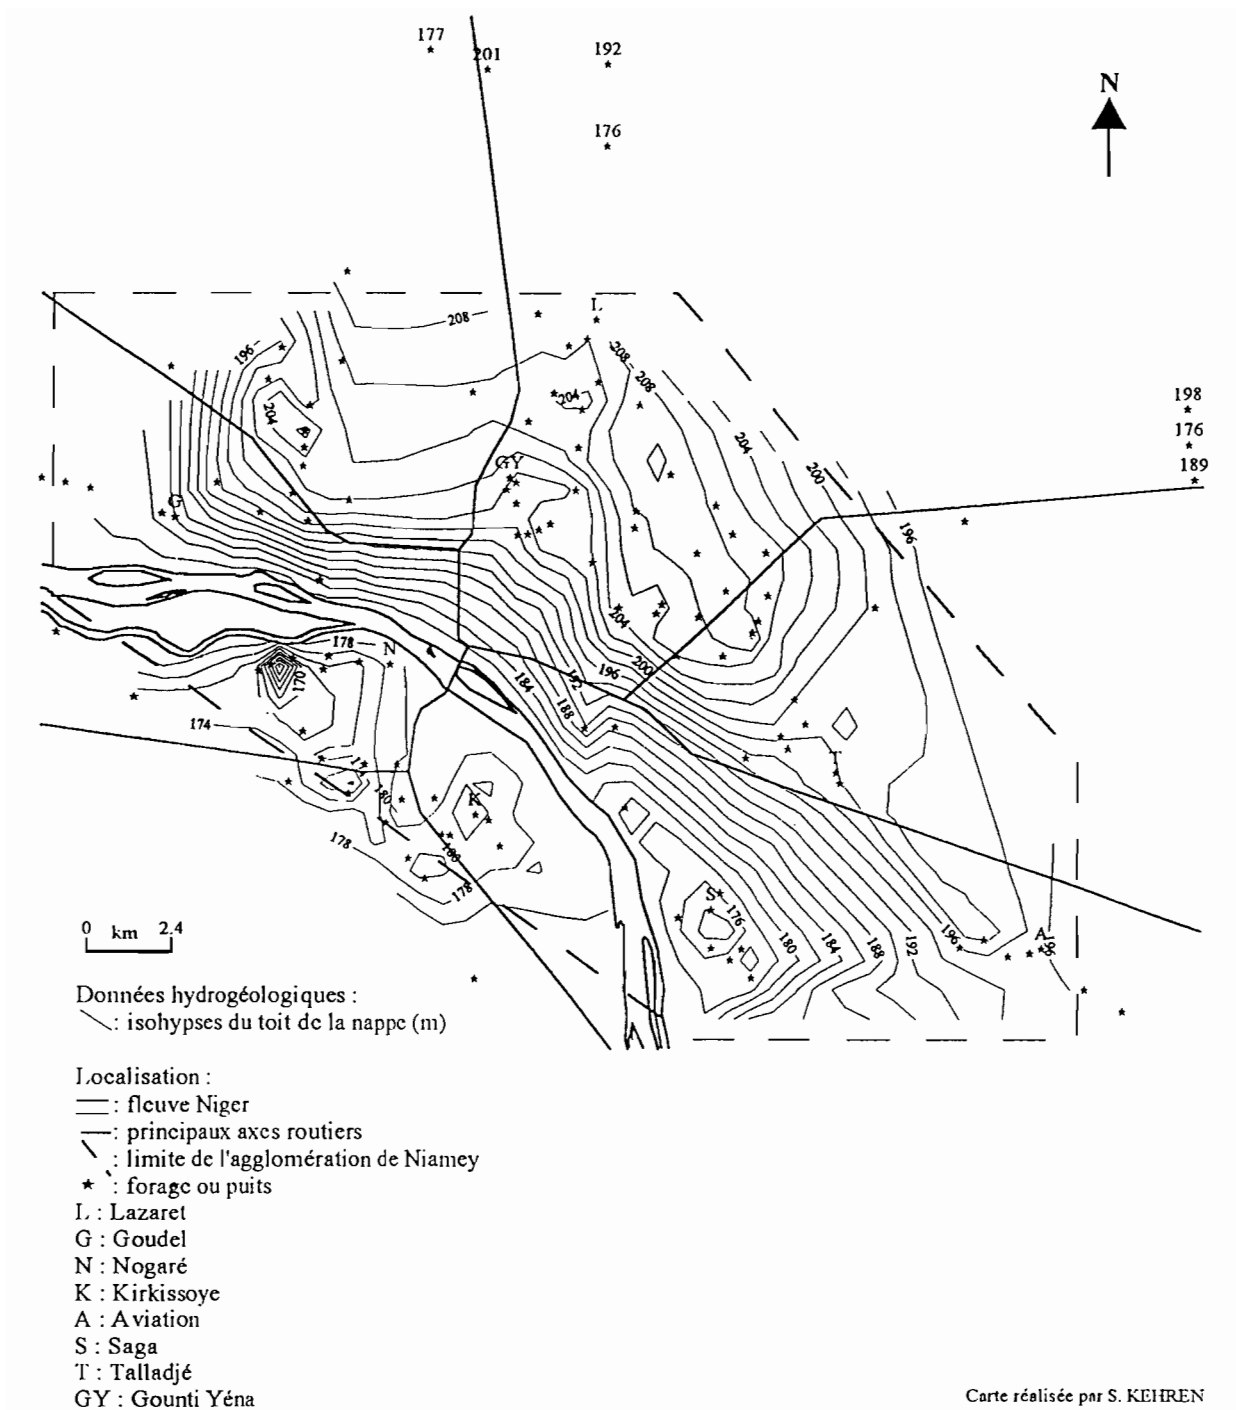 177
201
192
176
N
L
208
196
208
208
204
204
204
198
176
189
GY
200
G
196
204
178
N
200
196
192
184
170
188
174
T
180
K
178
180
178
S
176
180
184
188
192
196
A
196
0 km 2.4
Données hydrogéologiques :
: isohypses du toit de la nappe (m)
Localisation :
: fleuve Niger
: principaux axes routiers
: limite de l'agglomération de Niamey
: forage ou puits
L : Lazaret
G : Goudel
N : Nogaré
K : Kirkissoye
A : Aviation
S : Saga
T : Talladjé
GY : Gounti Yéna
Carte réalisée par S. KEHREN